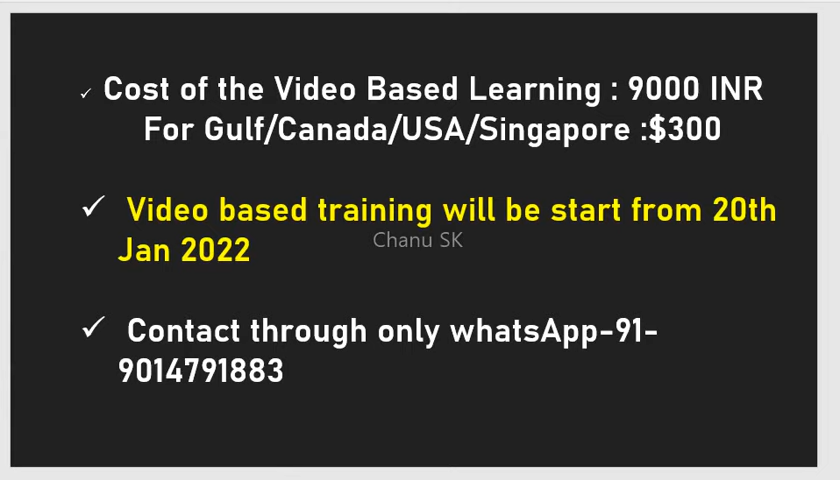 ✓ Cost of the Video Based Learning : 9000 INR
For Gulf/Canada/USA/Singapore :$300
✓ Video based training will be start from 20th
Chanu SK
Jan 2022
✓ Contact through only whatsApp-91-
9014791883